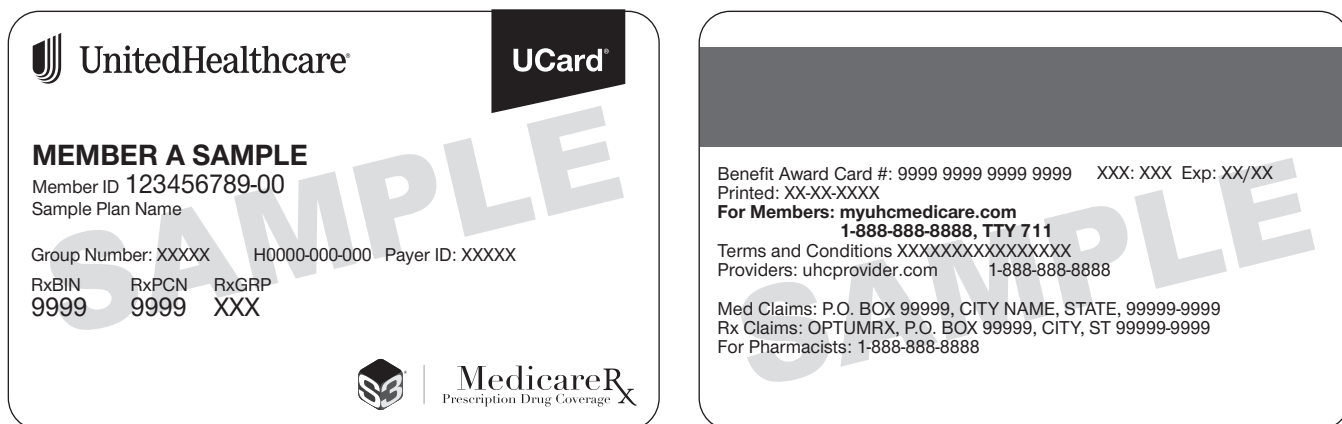 UnitedHealthcare®
UCard®
SAMPLE
MEMBER A SAMPLE
Member ID 123456789-00
Sample Plan Name
Group Number: XXXXX H0000-000-000 Payer ID: XXXXX
RxBIN RxPCN RxGRP
9999 9999 XXX
S3
MedicareRx
Prescription Drug Coverage
SAMPLE
Benefit Award Card #: 9999 9999 9999 9999 XXX: XXX Exp: XX/XX
Printed: XX-XX-XXXX
For Members: myuhcmedicare.com
1-888-888-8888, TTY 711
Terms and Conditions XXXXXXXXXXXXXXXX
Providers: uhcprovider.com 1-888-888-8888
Med Claims: P.O. BOX 99999, CITY NAME, STATE, 99999-9999
Rx Claims: OPTUMRX, P.O. BOX 99999, CITY, ST 99999-9999
For Pharmacists: 1-888-888-8888